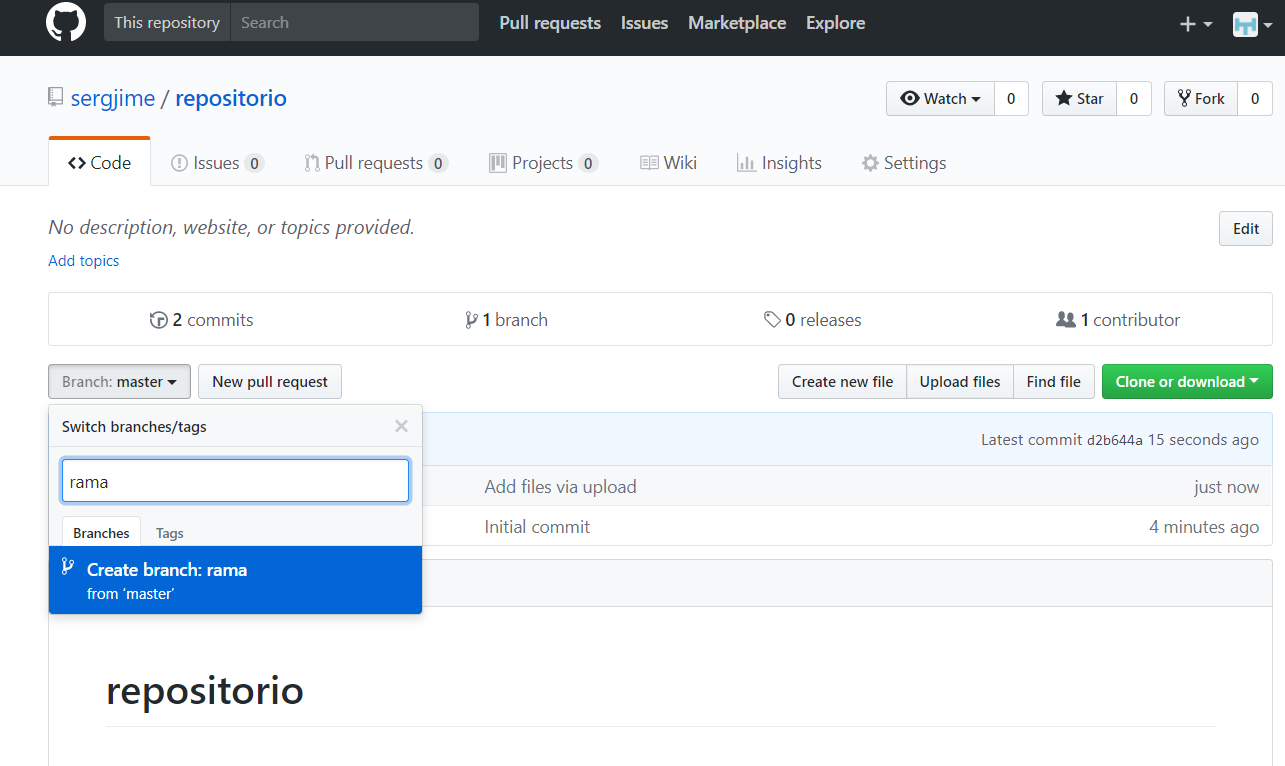 This repository Search Pull requests Issues Marketplace Explore
sergjime / repositorio
Watch 0 Star 0 Fork 0
Code Issues 0 Pull requests 0 Projects 0 Wiki Insights Settings
No description, website, or topics provided.
Edit
Add topics
2 commits 1 branch 0 releases 1 contributor
Branch: master New pull request Create new file Upload files Find file Clone or download
Switch branches/tags
Latest commit d2b644a 15 seconds ago
rama
Add files via upload just now
Branches Tags
Initial commit 4 minutes ago
Create branch: rama
from ‘master’
repositorio